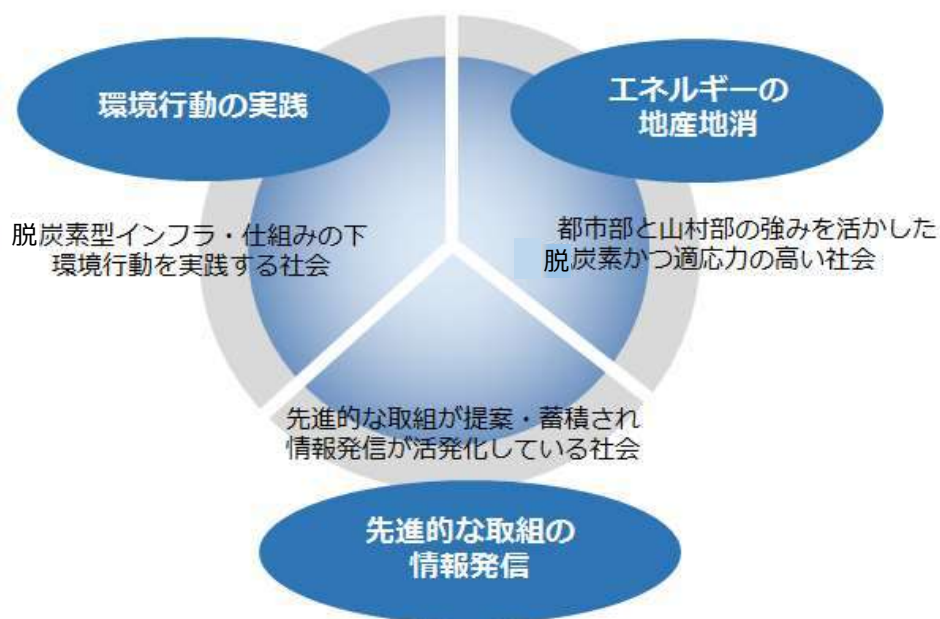 環境行動の実践
脱炭素型インフラ・仕組みの下
環境行動を実践する社会
エネルギーの
地産地消
都市部と山村部の強みを活かした
脱炭素かつ適応力の高い社会
先進的な取組が提案・蓄積され
情報発信が活発化している社会
先進的な取組の
情報発信